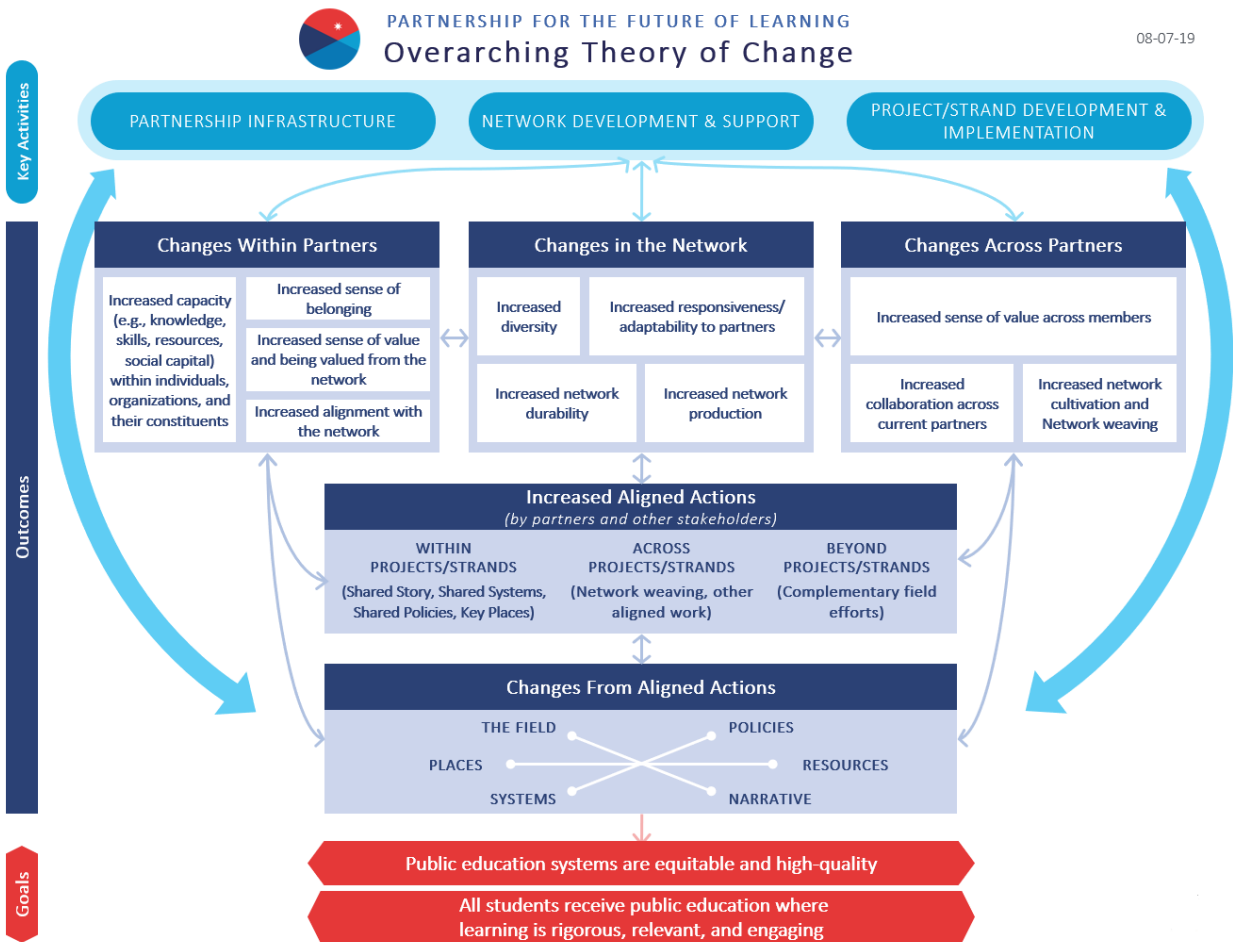 PARTNERSHIP FOR THE FUTURE OF LEARNING
Overarching Theory of Change
08-07-19
Key Activities
PARTNERSHIP INFRASTRUCTURE
NETWORK DEVELOPMENT & SUPPORT
PROJECT/STRAND DEVELOPMENT &
IMPLEMENTATION
Outcomes
Changes Within Partners
Increased capacity
(e.g., knowledge,
skills, resources,
social capital)
within individuals,
organizations, and
their constituents
Increased sense of
belonging
Increased sense of value
and being valued from the
network
Increased alignment with
the network
Changes in the Network
Increased
diversity
Increased responsiveness/
adaptability to partners
Increased network
durability
Increased network
production
Changes Across Partners
Increased sense of value across members
Increased
collaboration across
current partners
Increased network
cultivation and
Network weaving
Increased Aligned Actions
(by partners and other stakeholders)
WITHIN
PROJECTS/STRANDS
(Shared Story, Shared Systems,
Shared Policies, Key Places)
ACROSS
PROJECTS/STRANDS
(Network weaving, other
aligned work)
BEYOND
PROJECTS/STRANDS
(Complementary field
efforts)
Changes From Aligned Actions
THE FIELD
POLICIES
PLACES
RESOURCES
SYSTEMS
NARRATIVE
Goals
Public education systems are equitable and high-quality
All students receive public education where
learning is rigorous, relevant, and engaging